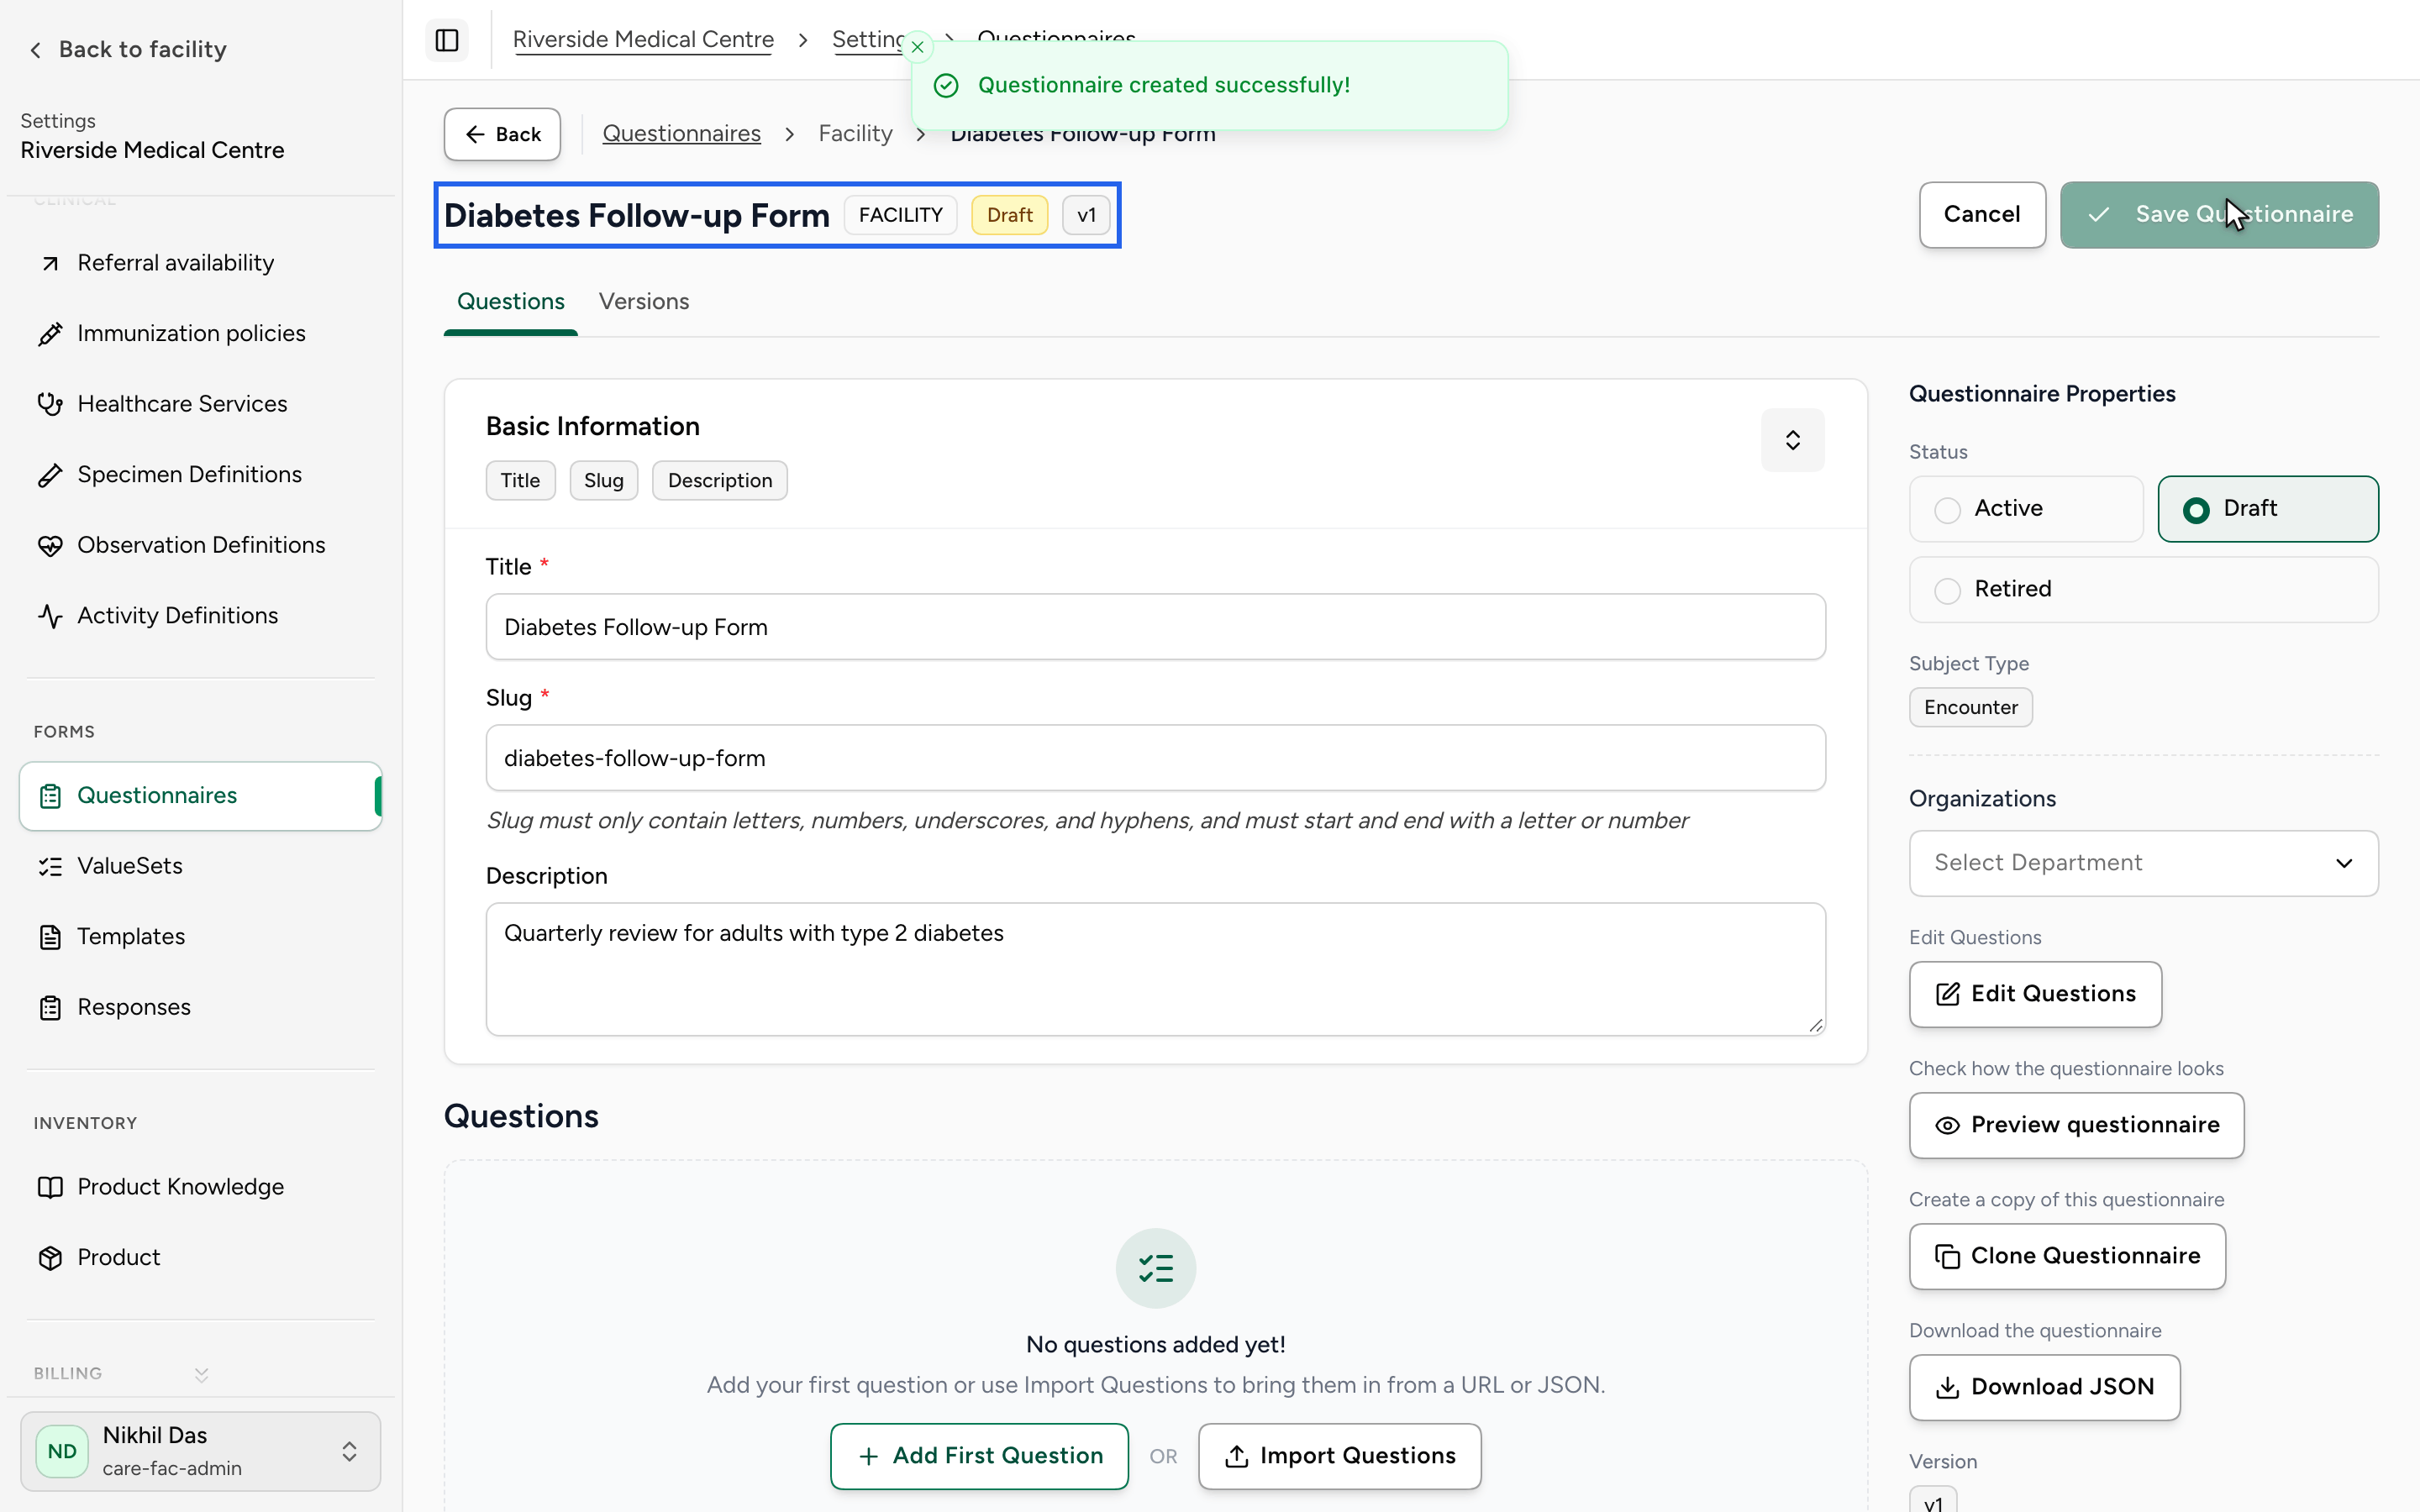 Back to facility
Settings
Riverside Medical Centre
CLINICAL
Referral availability
Immunization policies
Healthcare Services
Specimen Definitions
Observation Definitions
Activity Definitions
FORMS
Questionnaires
ValueSets
Templates
Responses
INVENTORY
Product Knowledge
Product
BILLING
ND
Nikhil Das
care-fac-admin
Riverside Medical Centre > Setting > Questionnaires
Questionnaire created successfully!
Back
Questionnaires > Facility > Diabetes Follow-up Form
Diabetes Follow-up Form FACILITY Draft v1
Cancel
Save Questionnaire
Questions Versions
Basic Information
Title Slug Description
Title *
Diabetes Follow-up Form
Slug *
diabetes-follow-up-form
Slug must only contain letters, numbers, underscores, and hyphens, and must start and end with a letter or number
Description
Quarterly review for adults with type 2 diabetes
Questions
No questions added yet!
Add your first question or use Import Questions to bring them in from a URL or JSON.
Add First Question OR Import Questions
Questionnaire Properties
Status
Active Draft
Retired
Subject Type
Encounter
Organizations
Select Department
Edit Questions
Edit Questions
Check how the questionnaire looks
Preview questionnaire
Create a copy of this questionnaire
Clone Questionnaire
Download the questionnaire
Download JSON
Version
v1